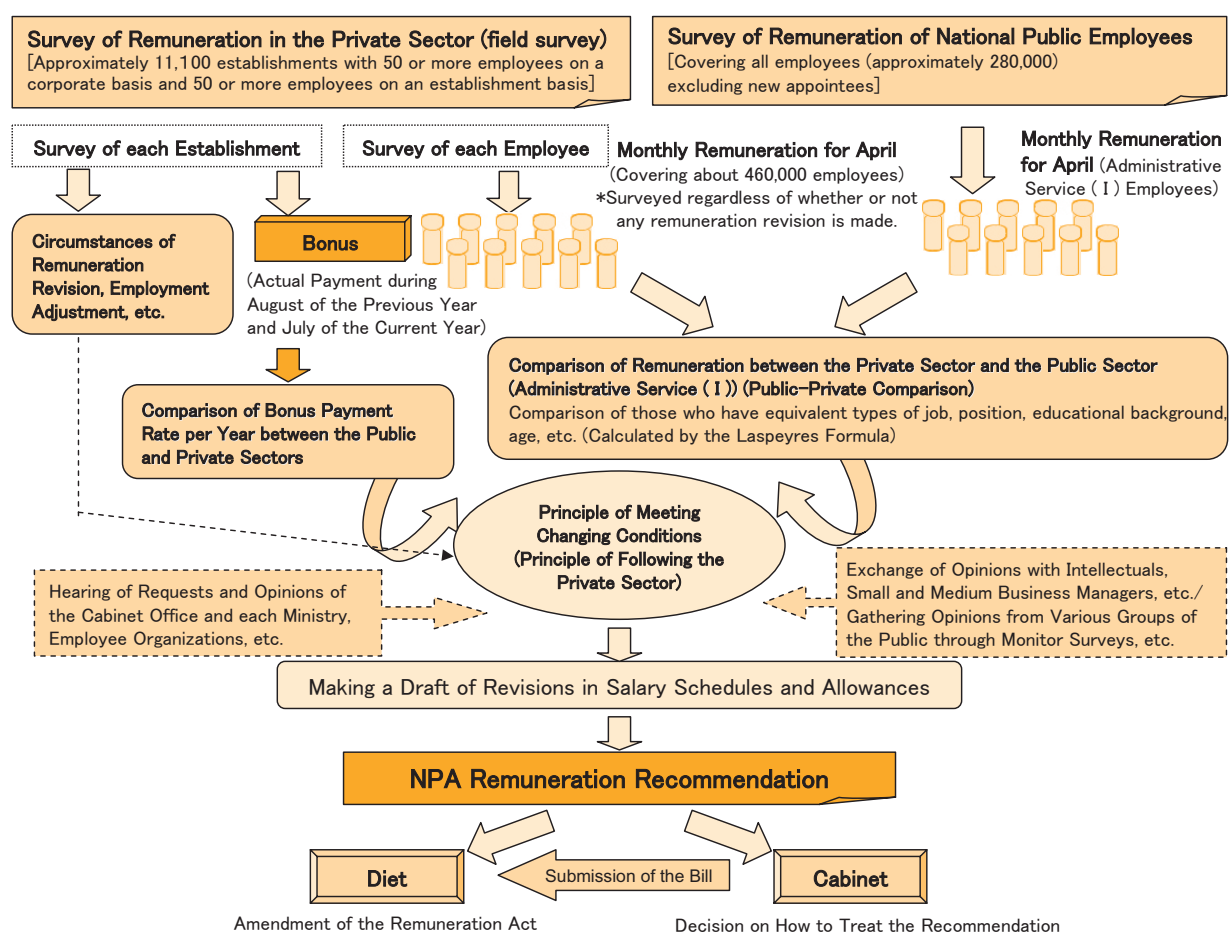 Survey of Remuneration in the Private Sector (field survey)
[Approximately 11,100 establishments with 50 or more employees on a
corporate basis and 50 or more employees on an establishment basis]
Survey of Remuneration of National Public Employees
[Covering all employees (approximately 280,000)
excluding new appointees]
Survey of each Establishment
Survey of each Employee
Monthly Remuneration for April
(Covering about 460,000 employees)
*Surveyed regardless of whether or not
any remuneration revision is made.
Monthly Remuneration
for April (Administrative
Service (Ⅰ) Employees)
Circumstances of
Remuneration
Revision, Employment
Adjustment, etc.
Bonus
(Actual Payment during
August of the Previous Year
and July of the Current Year)
Comparison of Bonus Payment
Rate per Year between the Public
and Private Sectors
Comparison of Remuneration between the Private Sector and the Public Sector
(Administrative Service (Ⅰ)) (Public-Private Comparison)
Comparison of those who have equivalent types of job, position, educational background,
age, etc. (Calculated by the Laspeyres Formula)
Principle of Meeting
Changing Conditions
(Principle of Following the
Private Sector)
Hearing of Requests and Opinions of
the Cabinet Office and each Ministry,
Employee Organizations, etc.
Exchange of Opinions with Intellectuals,
Small and Medium Business Managers, etc./
Gathering Opinions from Various Groups of
the Public through Monitor Surveys, etc.
Making a Draft of Revisions in Salary Schedules and Allowances
NPA Remuneration Recommendation
Diet
Submission of the Bill
Cabinet
Amendment of the Remuneration Act
Decision on How to Treat the Recommendation